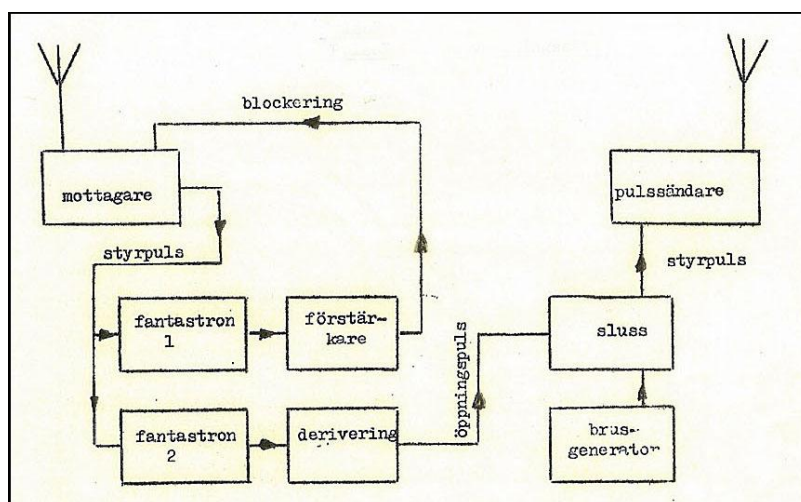 blockering
mottagare
pulssändare
styrpuls
styrpuls
fantastron
1
förstär-
kare
öppningspuls
sluss
fantastron
2
derivering
brus-
generator